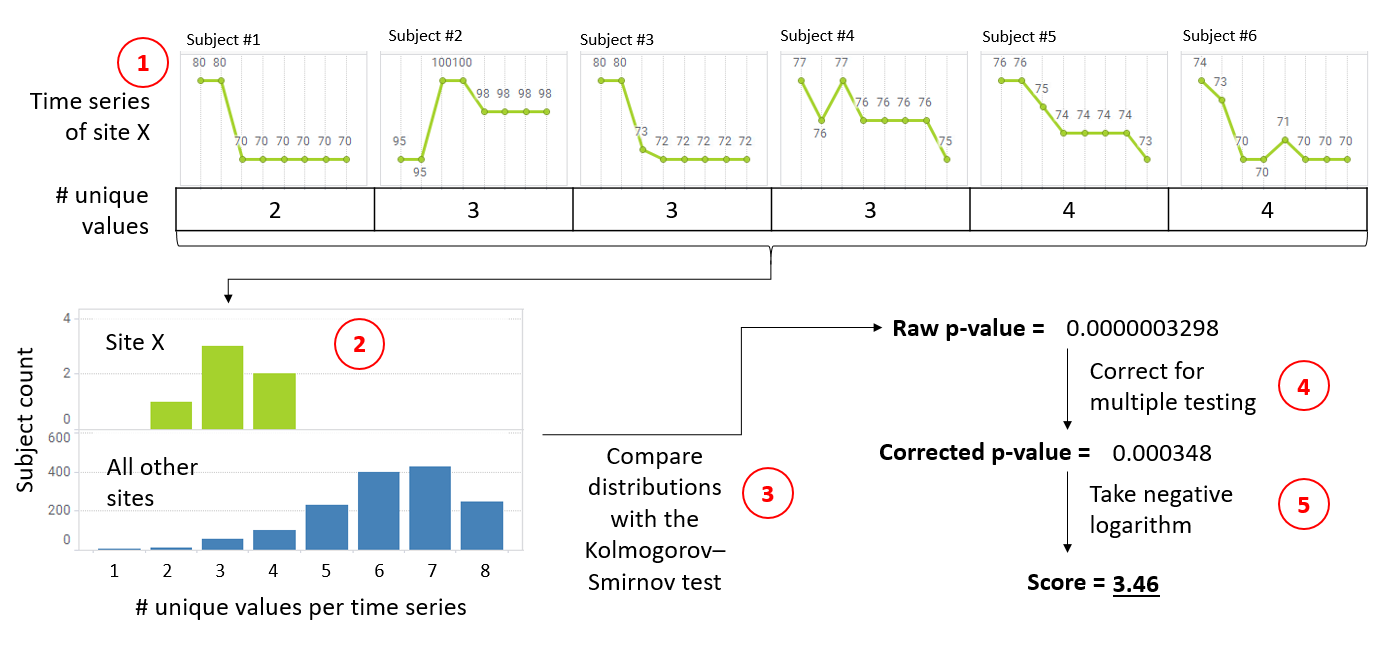 Subject #1
Subject #2
Subject #3
Subject #4
Subject #5
Subject #6
1
Time series
of site X
80 80 70 70 70 70 70 70
95 95 100 100 98 98 98 98
80 80 73 72 72 72 72 72
77 76 77 76 76 76 76 75
76 76 75 74 74 74 74 73
74 73 70 70 71 70 70 70
# unique
values
2 3 3 3 4 4
Subject count
4
2
0
Site X
2
600
400
200
0
All other
sites
1 2 3 4 5 6 7 8
# unique values per time series
Compare
distributions
with the
Kolmogorov–
Smirnov test
3
Raw p-value = 0.0000003298
Correct for
multiple testing
4
Corrected p-value = 0.000348
Take negative
logarithm
5
Score = 3.46